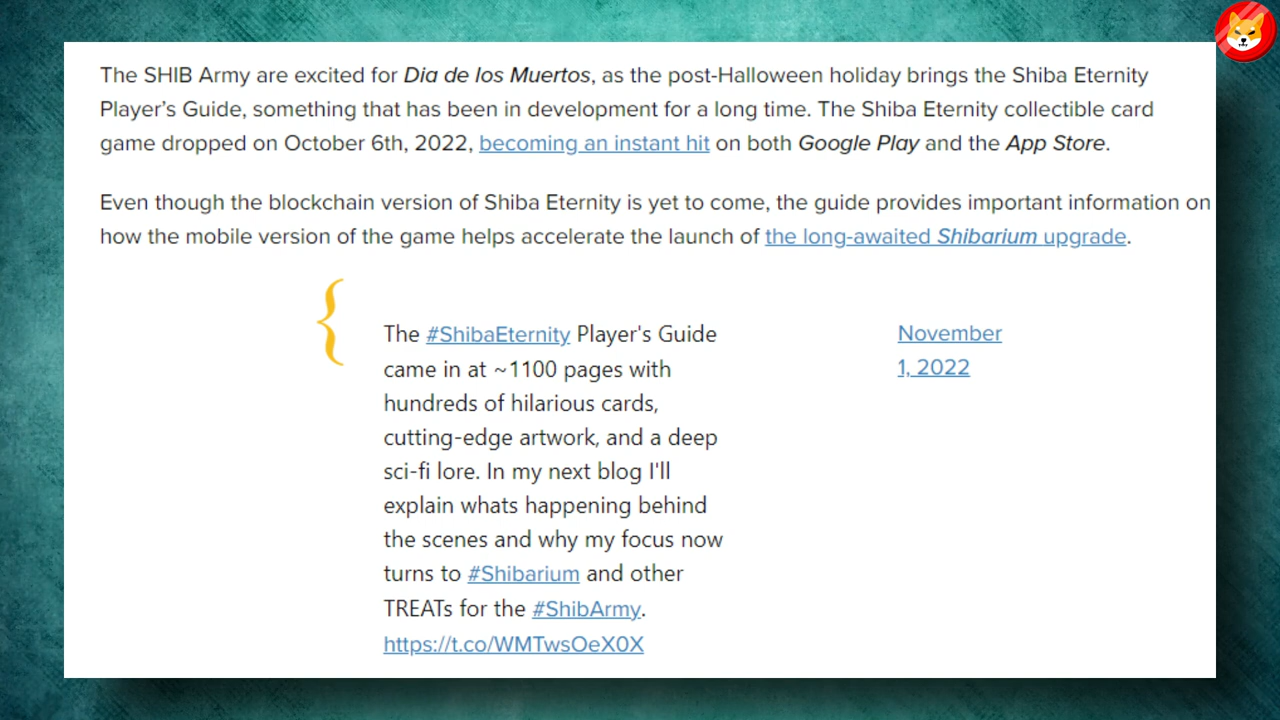 The SHIB Army are excited for Dia de los Muertos, as the post-Halloween holiday brings the Shiba Eternity
Player’s Guide, something that has been in development for a long time. The Shiba Eternity collectible card
game dropped on October 6th, 2022, becoming an instant hit on both Google Play and the App Store.
Even though the blockchain version of Shiba Eternity is yet to come, the guide provides important information on
how the mobile version of the game helps accelerate the launch of the long-awaited Shibarium upgrade.
{
The #ShibaEternity Player's Guide
came in at ~1100 pages with
hundreds of hilarious cards,
cutting-edge artwork, and a deep
sci-fi lore. In my next blog I'll
explain whats happening behind
the scenes and why my focus now
turns to #Shibarium and other
TREATs for the #ShibArmy.
https://t.co/WMTwsOeX0X
November
1, 2022